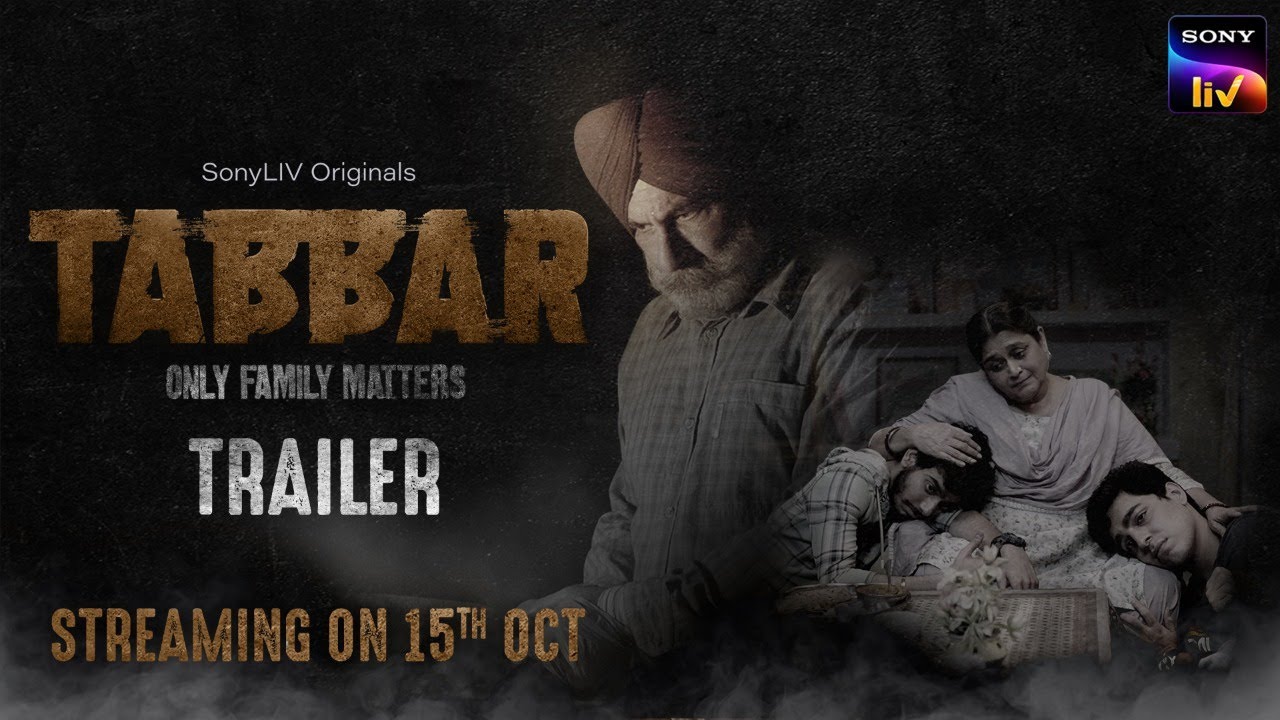 SONY
liv
SonyLIV Originals
TABBAR
ONLY FAMILY MATTERS
TRAILER
STREAMING ON 15TH OCT